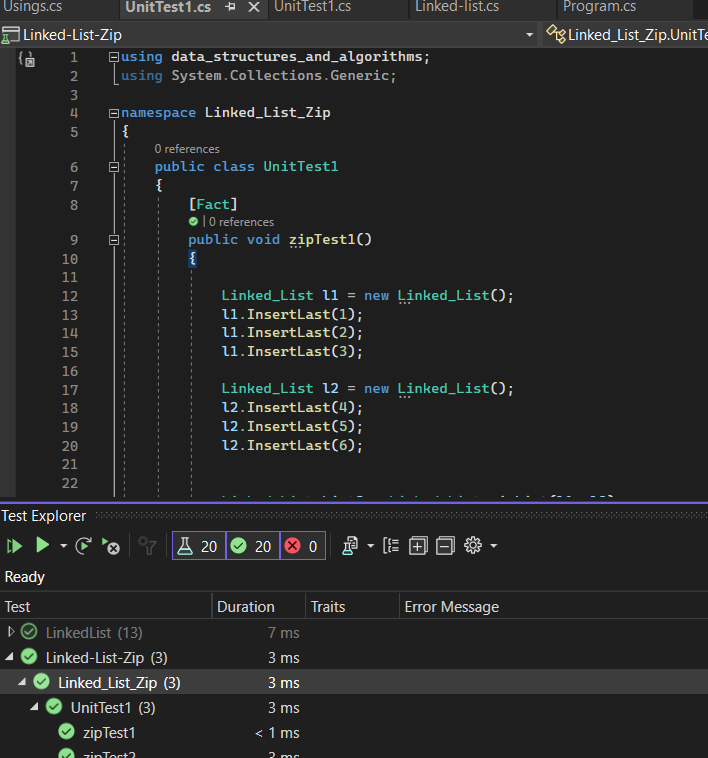 Usings.cs UnitTest1.cs UnitTest1.cs Linked-list.cs Program.cs
Linked-List-Zip Linked_List_Zip.UnitTe
1 using data_structures_and_algorithms;
2 using System.Collections.Generic;
3
4 namespace Linked_List_Zip
5 {
0 references
6 public class UnitTest1
7 {
8 [Fact]
| 0 references
9 public void zipTest1()
10 {
11
12 Linked_List l1 = new Linked_List();
13 l1.InsertLast(1);
14 l1.InsertLast(2);
15 l1.InsertLast(3);
16
17 Linked_List l2 = new Linked_List();
18 l2.InsertLast(4);
19 l2.InsertLast(5);
20 l2.InsertLast(6);
21
22
Test Explorer
20 20 0
Ready
Test Duration Traits Error Message
LinkedList (13) 7 ms
Linked-List-Zip (3) 3 ms
Linked_List_Zip (3) 3 ms
UnitTest1 (3) 3 ms
zipTest1 < 1 ms
zipTest2 3 ms